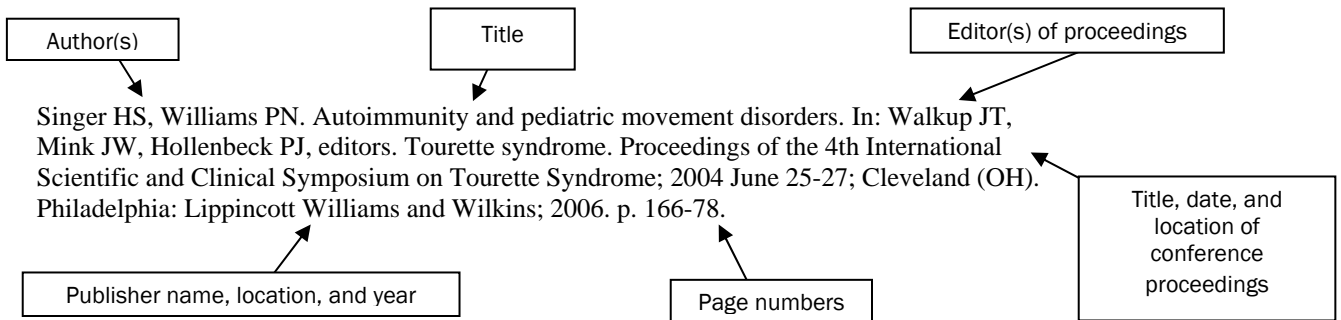 Author(s)
Title
Editor(s) of proceedings
Singer HS, Williams PN. Autoimmunity and pediatric movement disorders. In: Walkup JT,
Mink JW, Hollenbeck PJ, editors. Tourette syndrome. Proceedings of the 4th International
Scientific and Clinical Symposium on Tourette Syndrome; 2004 June 25-27; Cleveland (OH).
Philadelphia: Lippincott Williams and Wilkins; 2006. p. 166-78.
Title, date, and
location of
conference
proceedings
Publisher name, location, and year
Page numbers